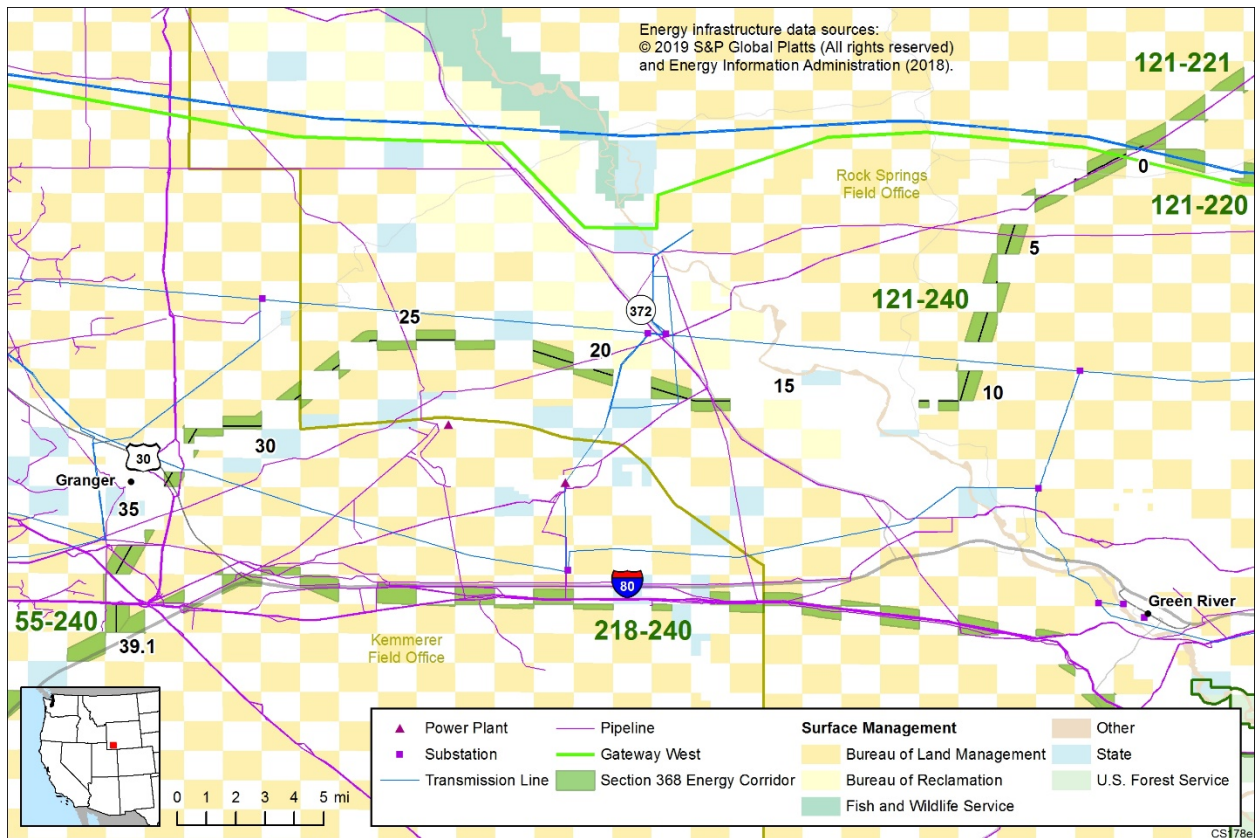 Energy infrastructure data sources:
© 2019 S&P Global Platts (All rights reserved)
and Energy Information Administration (2018).
121-221
0
Rock Springs
Field Office
121-220
5
121-240
372
25
20
15
10
30
30
Granger
35
80
Green River
55-240
218-240
39.1
Kemmerer
Field Office
Power Plant
Substation
Transmission Line
Pipeline
Gateway West
Section 368 Energy Corridor
Surface Management
Bureau of Land Management
Bureau of Reclamation
Fish and Wildlife Service
Other
State
U.S. Forest Service
0 1 2 3 4 5 mi
CS178e